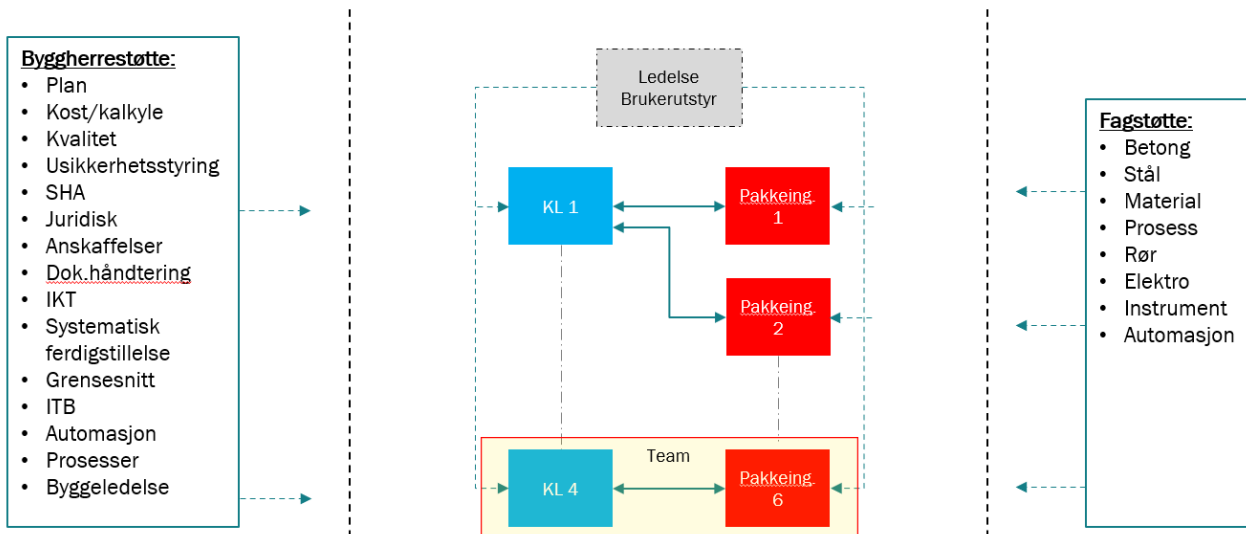 Byggherrestøtte:
• Plan
• Kost/kalkyle
• Kvalitet
• Usikkerhetsstyring
• SHA
• Juridisk
• Anskaffelser
• Dok.håndtering
• IKT
• Systematisk
ferdigstillelse
• Grensesnitt
• ITB
• Automasjon
• Prosesser
• Byggeledelse
Ledelse
Brukerutstyr
KL 1
Pakkeing.
1
Pakkeing.
2
Team
KL 4
Pakkeing.
6
Fagstøtte:
• Betong
• Stål
• Material
• Prosess
• Rør
• Elektro
• Instrument
• Automasjon